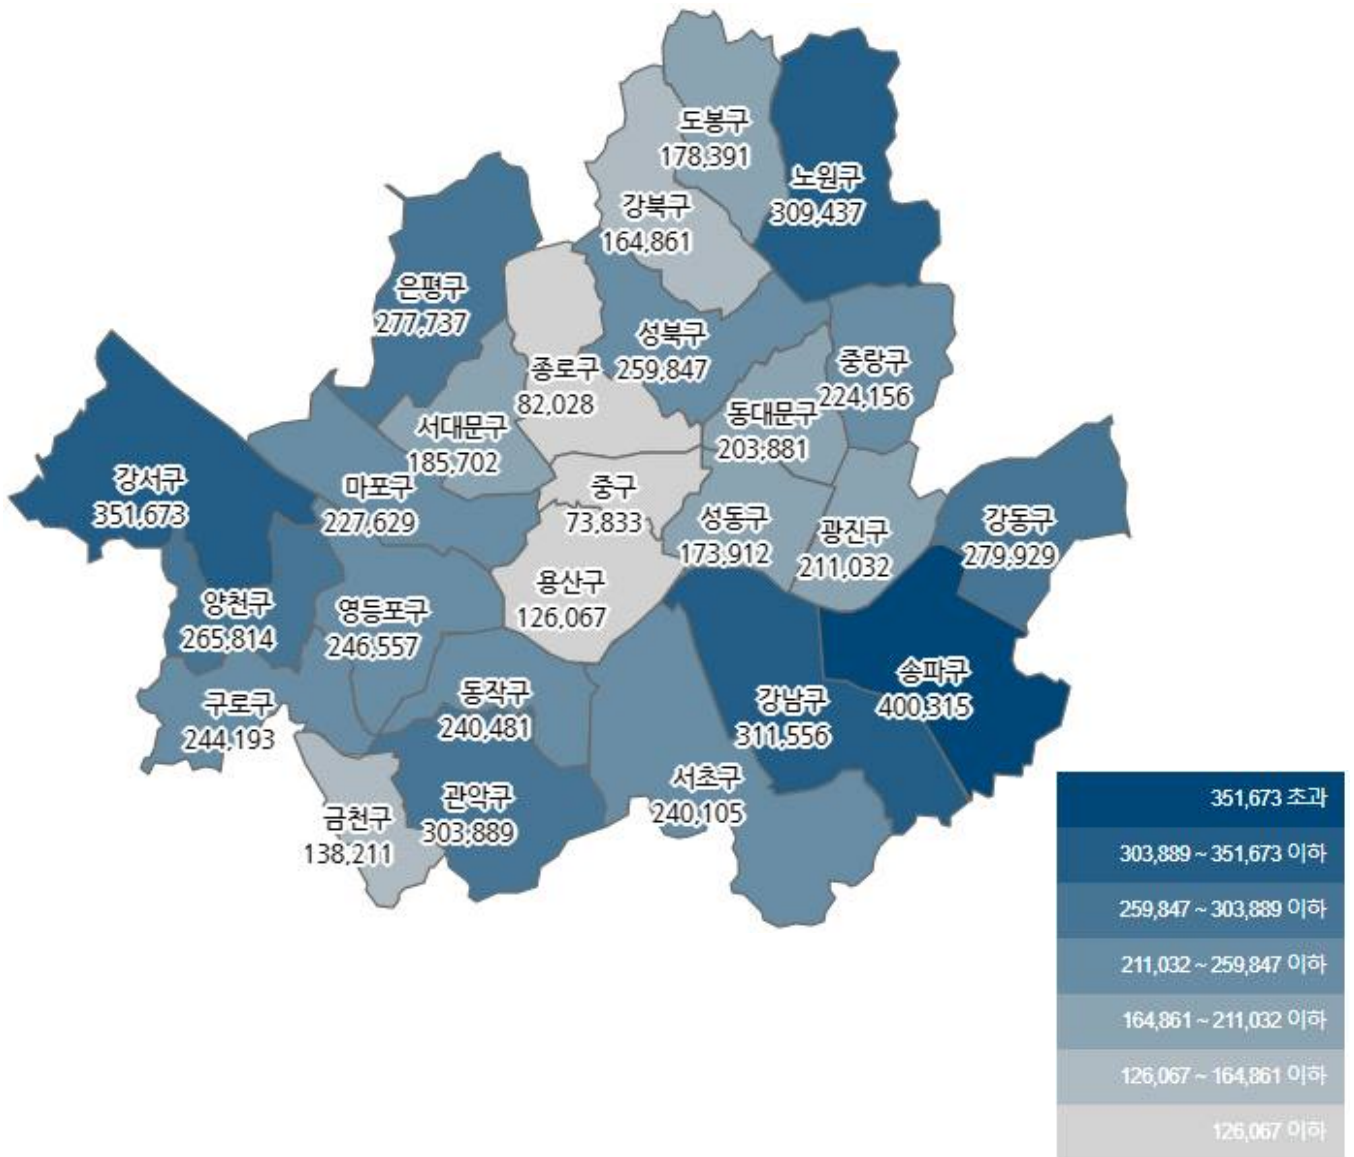 도봉구
178,391
노원구
309,437
강북구
164,861
은평구
277,737
성북구
259,847
중랑구
224,156
종로구
82,028
동대문구
203,881
서대문구
185,702
강서구
351,673
마포구
227,629
중구
73,833
성동구
173,912
광진구
211,032
강동구
279,929
용산구
126,067
양천구
265,814
영등포구
246,557
송파구
400,315
구로구
244,193
동작구
240,481
강남구
311,556
서초구
240,105
관악구
303,889
금천구
138,211
351,673 초과
303,889 ~ 351,673 이하
259,847 ~ 303,889 이하
211,032 ~ 259,847 이하
164,861 ~ 211,032 이하
126,067 ~ 164,861 이하
126,067 이하